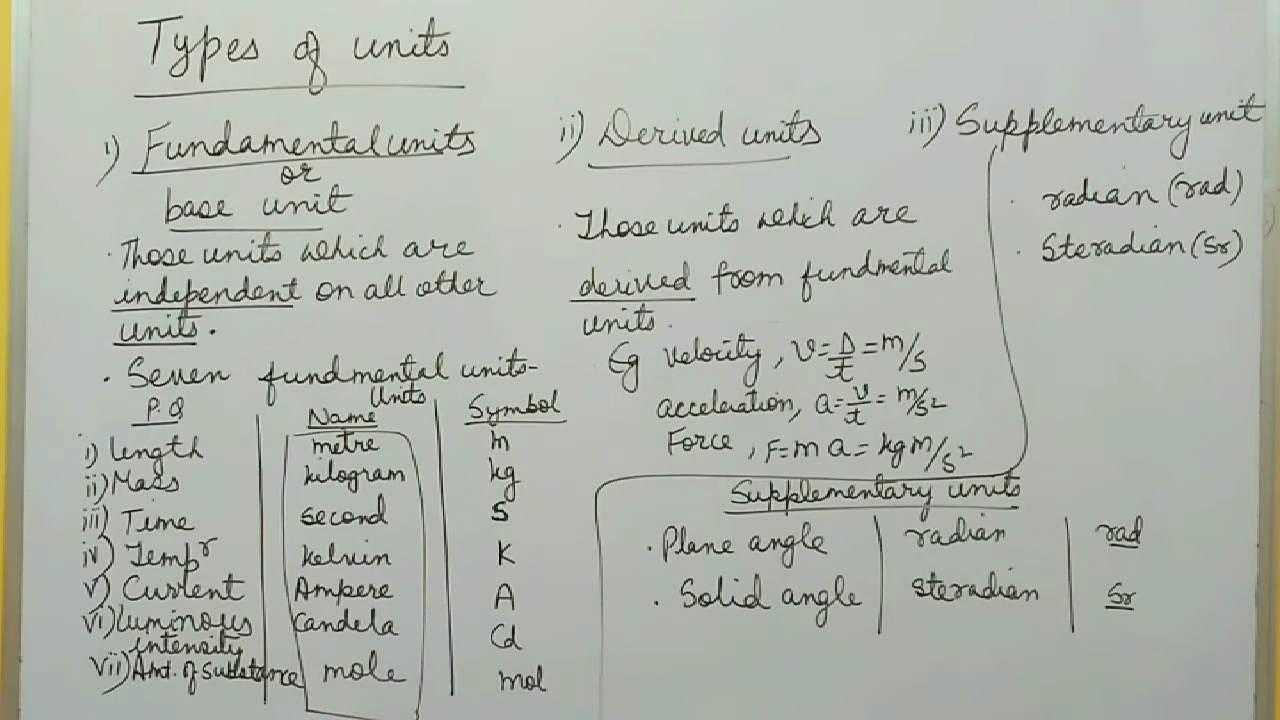 Types of units
i) Fundamental units
or
base unit
· Those units which are
independent on all other
units.
· Seven fundmental units-
P.Q | Name Units | Symbol
i) length | metre | m
ii) Mass | kilogram | kg
iii) Time | second | s
iv) Tempr | kelvin | K
v) Current | Ampere | A
vi) Luminous intensity | Candela | Cd
vii) Amt. of substance | mole | mol
ii) Derived units
· Those units which are
derived from fundmental
units.
Eg velocity, v = D/t = m/s
acceleration, a = v/t = m/s2
Force, F = m a = kg m/s2
iii) Supplementary unit
· radian (rad)
· Steradian (Sr)
Supplementary units
· Plane angle | radian | rad
· Solid angle | steradian | Sr